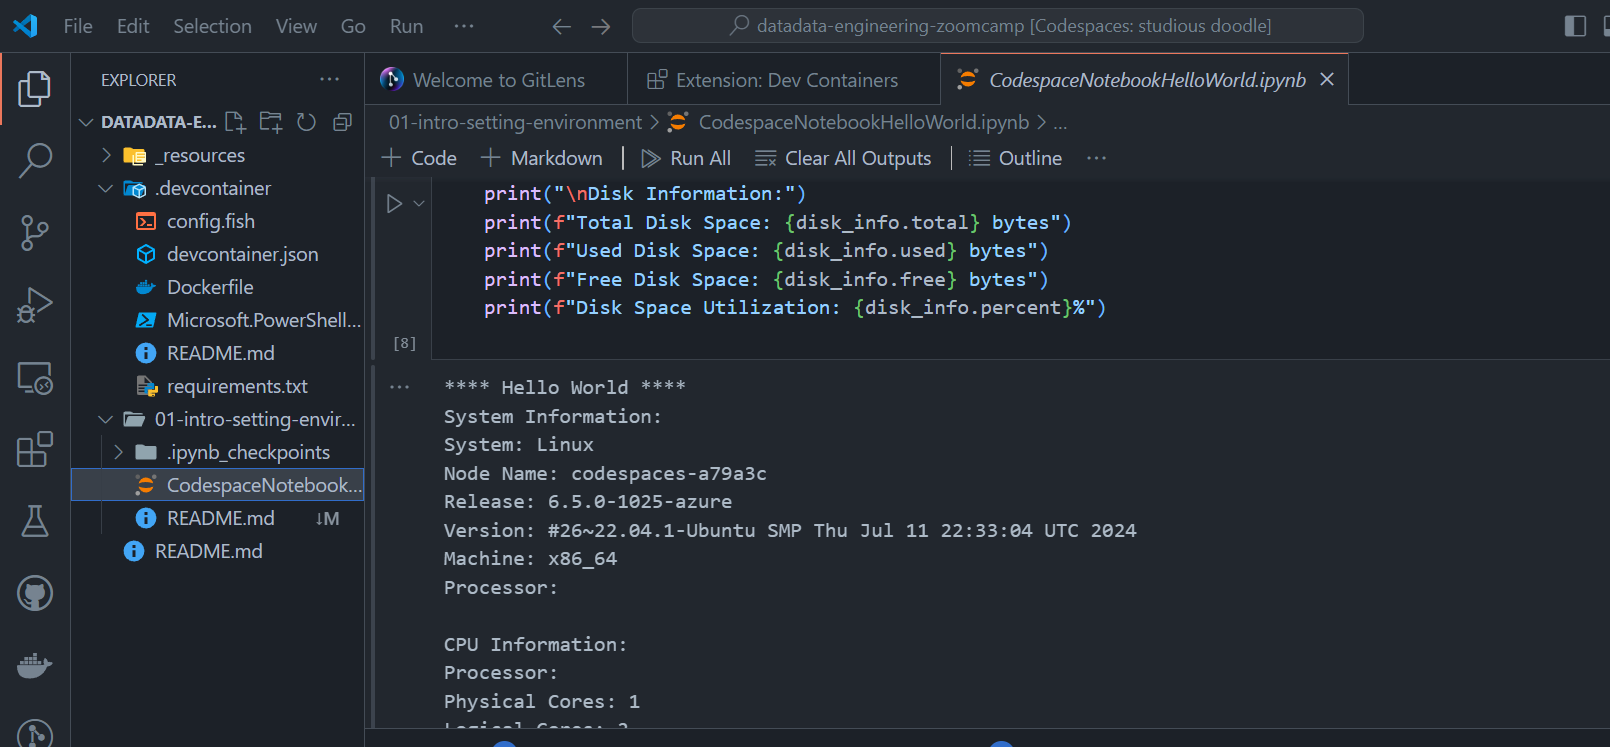 File Edit Selection View Go Run ···
datadata-engineering-zoomcamp [Codespaces: studious doodle]
EXPLORER ···
DATADATA-E...
_resources
.devcontainer
config.fish
devcontainer.json
Dockerfile
Microsoft.PowerShell...
README.md
requirements.txt
01-intro-setting-envir...
.ipynb_checkpoints
CodespaceNotebook...
README.md ↓M
README.md
Welcome to GitLens
Extension: Dev Containers
CodespaceNotebookHelloWorld.ipynb
01-intro-setting-environment > CodespaceNotebookHelloWorld.ipynb > ...
+ Code + Markdown | Run All Clear All Outputs | Outline ···
print("\nDisk Information:")
print(f"Total Disk Space: {disk_info.total} bytes")
print(f"Used Disk Space: {disk_info.used} bytes")
print(f"Free Disk Space: {disk_info.free} bytes")
print(f"Disk Space Utilization: {disk_info.percent}%")
[8]
**** Hello World ****
System Information:
System: Linux
Node Name: codespaces-a79a3c
Release: 6.5.0-1025-azure
Version: #26~22.04.1-Ubuntu SMP Thu Jul 11 22:33:04 UTC 2024
Machine: x86_64
Processor:
CPU Information:
Processor:
Physical Cores: 1
Logical Cores: 2